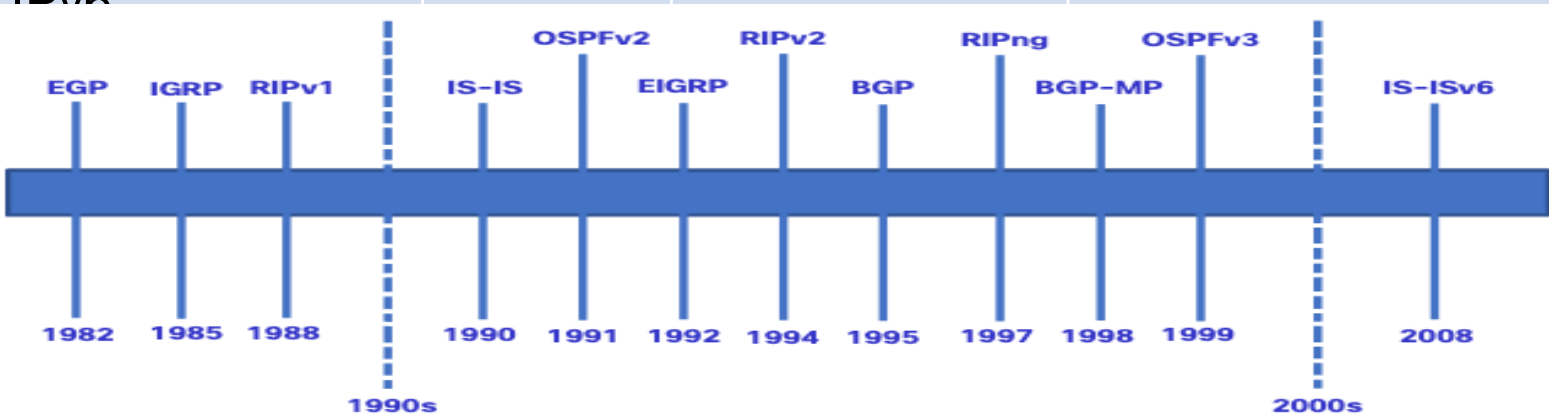 IPv6
OSPFv2 RIPv2 RIPng OSPFv3
EGP IGRP RIPv1 IS-IS EIGRP BGP BGP-MP IS-ISv6
1982 1985 1988 1990 1991 1992 1994 1995 1997 1998 1999 2008
1990s 2000s